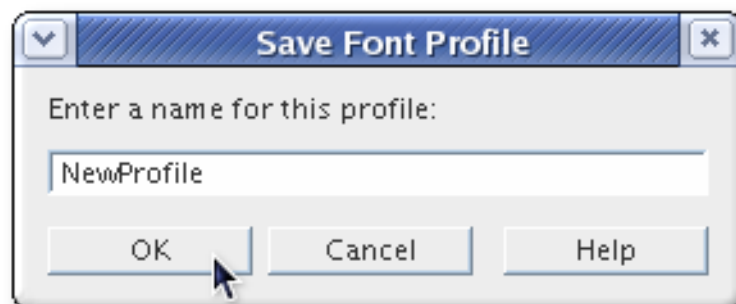 Save Font Profile
Enter a name for this profile:
NewProfile
OK Cancel Help